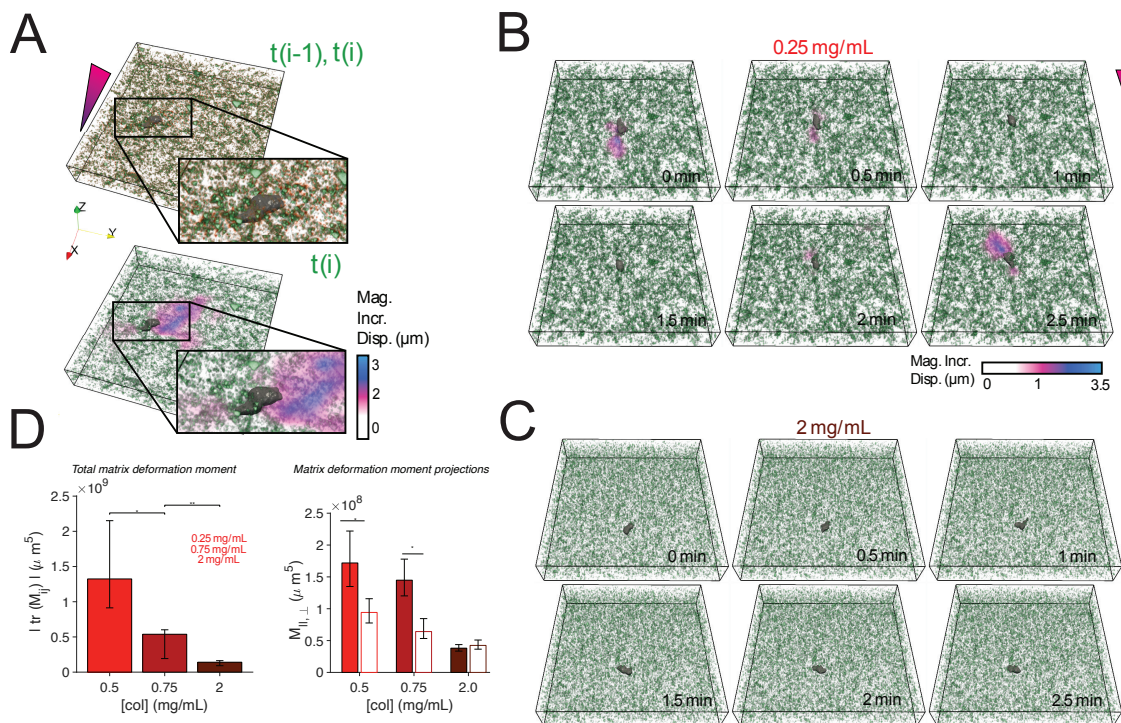 A
t(i-1), t(i)
Z
Y
X
t(i)
Mag.
Incr.
Disp. (μm)
3
2
1
0
B
0.25 mg/mL
0 min
0.5 min
1 min
1.5 min
2 min
2.5 min
Mag. Incr.
Disp. (μm)
0 1 3.5
C
2 mg/mL
0 min
0.5 min
1 min
1.5 min
2 min
2.5 min
D
Total matrix deformation moment
×10⁹
2.5
2
1.5
1
0.5
0
| tr (Mij) | (μ m⁵)
* **
0.25 mg/mL
0.75 mg/mL
2 mg/mL
0.5 0.75 2
[col] (mg/mL)
Matrix deformation moment projections
×10⁸
2.5
2
1.5
1
0.5
0
MII,⊥ (μ m⁵)
* *
0.5 0.75 2.0
[col] (mg/mL)